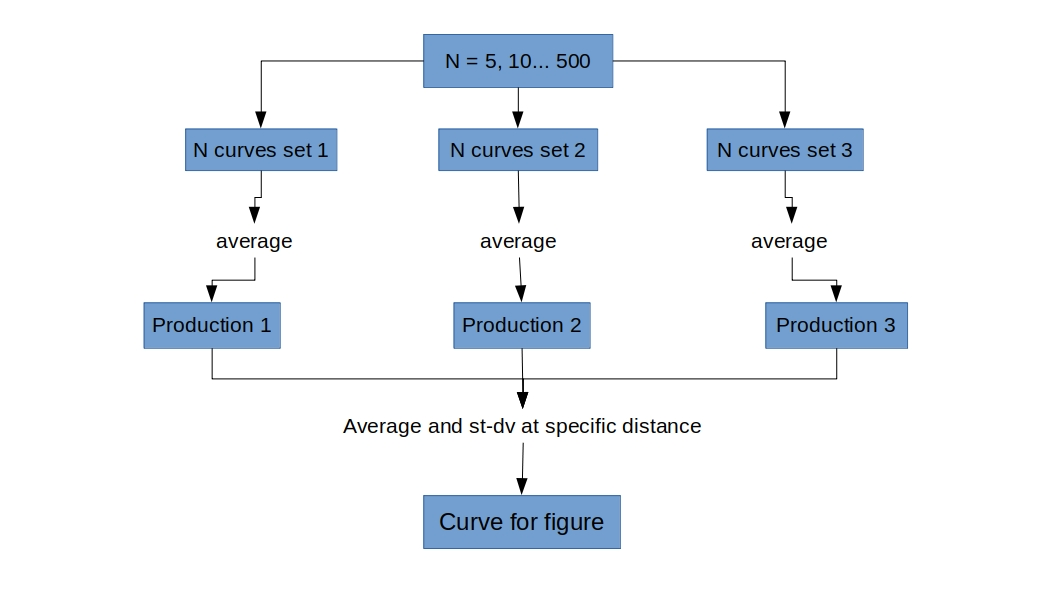 N = 5, 10... 500
N curves set 1
N curves set 2
N curves set 3
average
average
average
Production 1
Production 2
Production 3
Average and st-dv at specific distance
Curve for figure